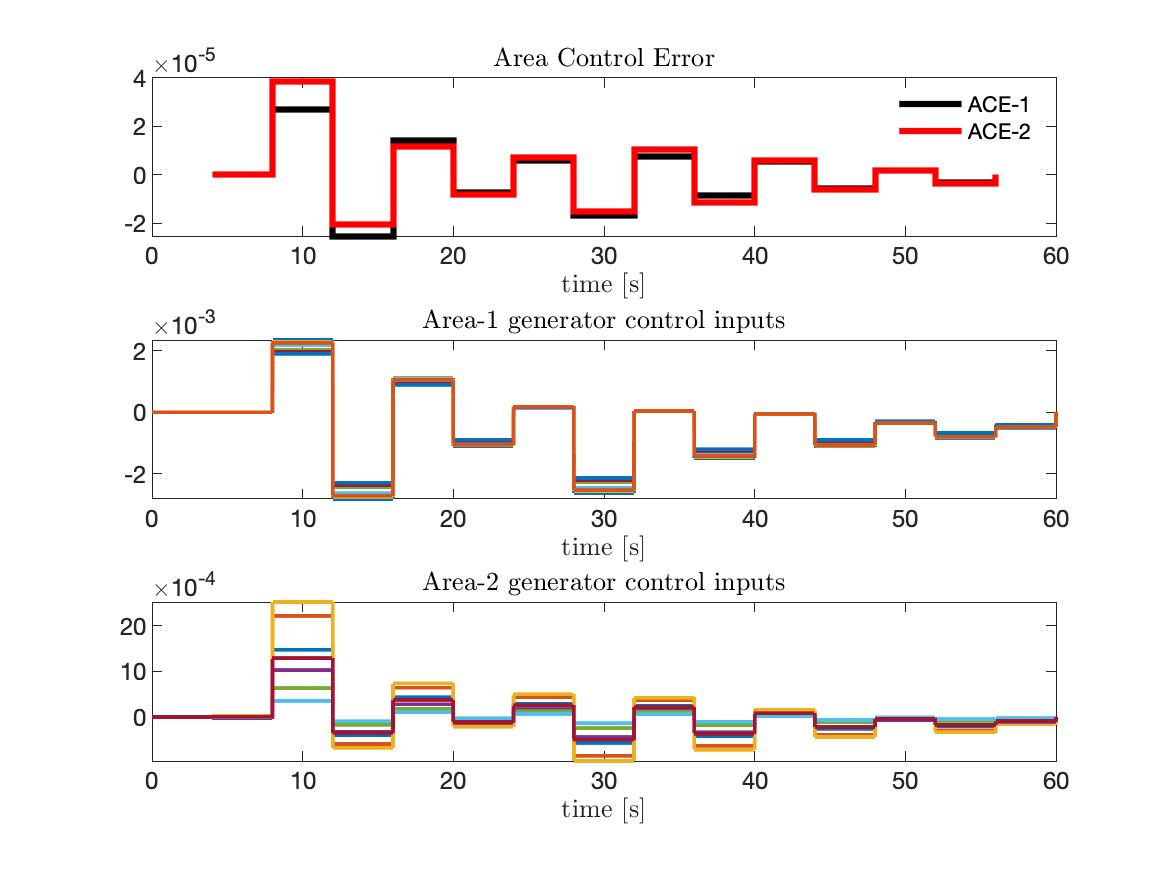 Area Control Error
×10-5
4
2
0
-2
ACE-1
ACE-2
0 10 20 30 40 50 60
time [s]
Area-1 generator control inputs
×10-3
2
0
-2
0 10 20 30 40 50 60
time [s]
Area-2 generator control inputs
×10-4
20
10
0
0 10 20 30 40 50 60
time [s]